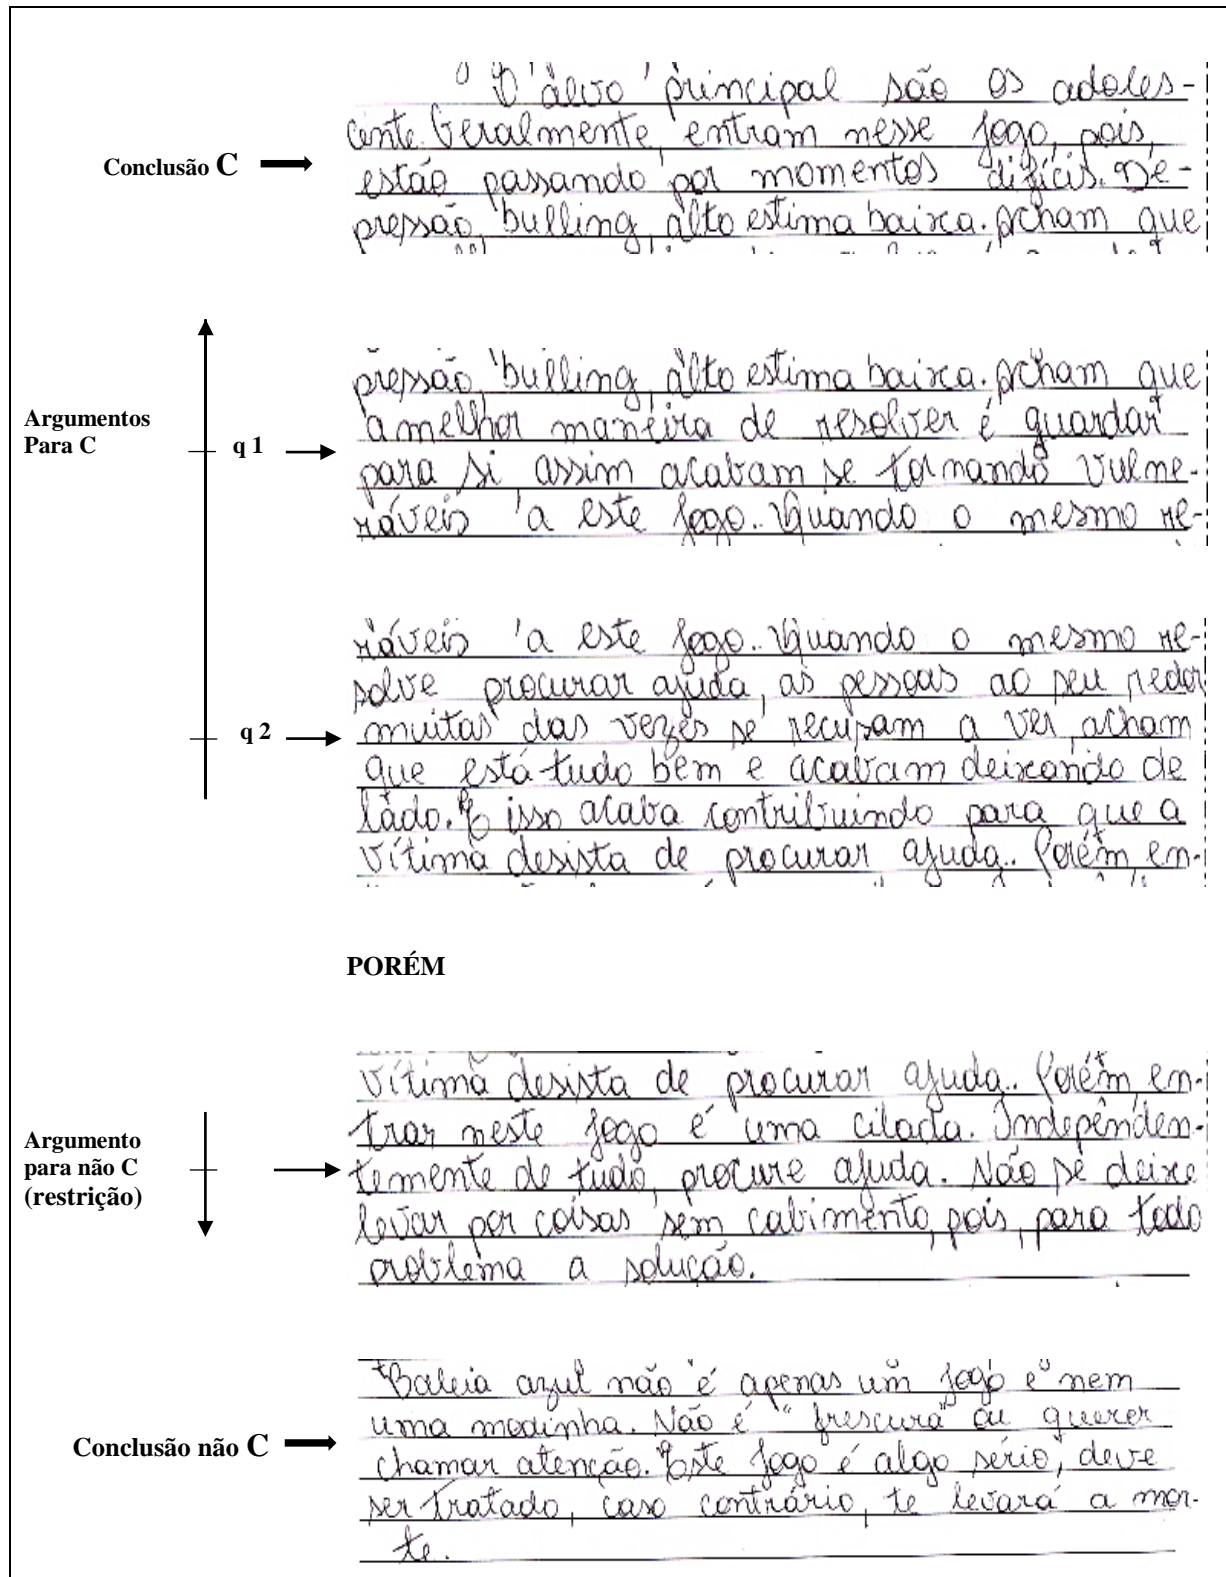 O alvo principal são os adoles-
cente. Geralmente, entram nesse jogo, pois,
Conclusão C
estão passando por momentos difícis. De-
pressão, bulling, alto estima baixa. Acham que
pressão, bulling, alto estima baixa. Acham que
Argumentos
Para C
a melhor maneira de resolver é guardar
q 1
para si assim acabam se tornando vulne-
ráveis a este jogo.. Quando o mesmo re-
ráveis a este jogo.. Quando o mesmo re-
solve procurar ajuda, as pessoas ao seu redor
q 2
muitas das vezes se recusam a ver, acham
que está tudo bem e acabam deixando de
lado. E isso acaba contribuindo para que a
vítima desista de procurar ajuda.. Porém, en-
PORÉM
vítima desista de procurar ajuda.. Porém, en-
trar neste jogo é uma cilada. Indepênden-
Argumento
para não C
(restrição)
temente de tudo, procure ajuda. Não se deixe
levar por coisas sem cabimento, pois, para todo
problema a solução.
Baleia azul não é apenas um jogo e nem
uma modinha. Não é "frescura" ou querer
Conclusão não C
chamar atenção. Este jogo é algo sério, deve
ser tratado, caso contrário, te levará a mor-
te.